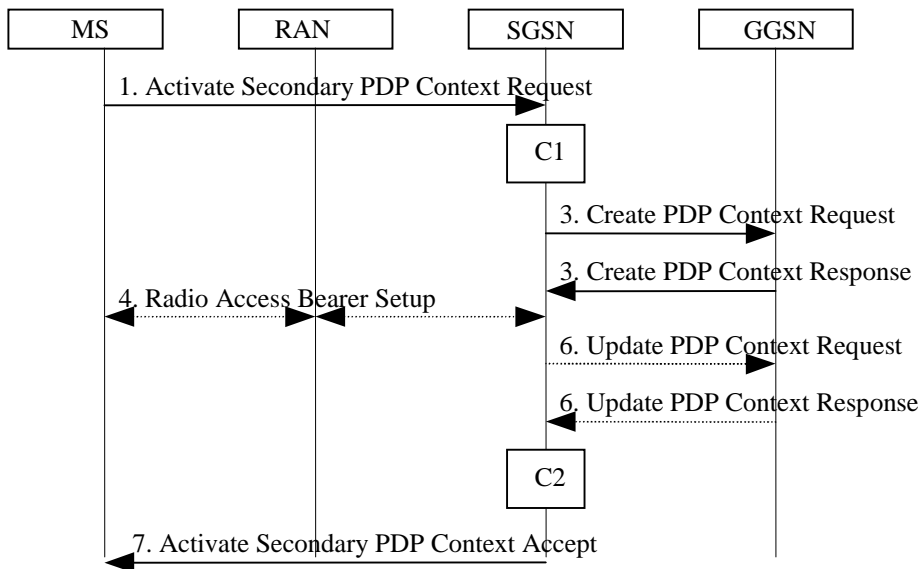 MS RAN SGSN GGSN
1. Activate Secondary PDP Context Request
C1
3. Create PDP Context Request
3. Create PDP Context Response
4. Radio Access Bearer Setup
6. Update PDP Context Request
6. Update PDP Context Response
C2
7. Activate Secondary PDP Context Accept